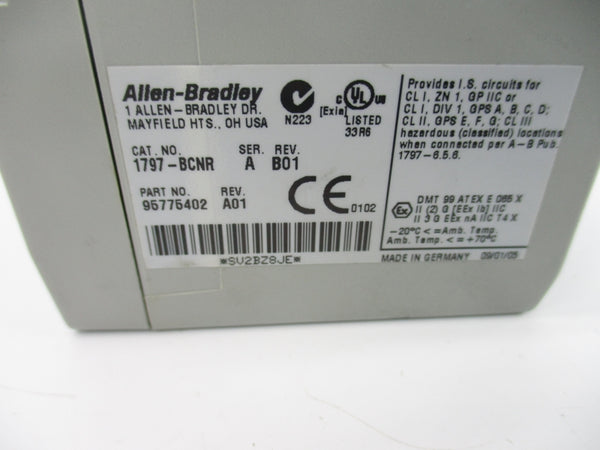 Allen-Bradley
1 ALLEN-BRADLEY DR.
MAYFIELD HTS., OH USA
N223
C UL US
[Exia]
LISTED
33R6
CAT. NO. SER. REV.
1797-BCNR A B01
PART NO. REV.
95775402 A01
CE 0102
*SV2BZ8JE*
Provides I.S. circuits for
CL I, ZN 1, GP IIC or
CL I, DIV 1, GPS A, B, C, D;
CL II, GPS E, F, G; CL III
hazardous (classified) locations
when connected per A-B Pub.
1797-6.5.6.
Ex
DMT 99 ATEX E 065 X
II (2) G [EEx ib] IIC
II 3 G EEx nA IIC T4 X
-20°C <=Amb. Temp.
Amb. Temp. <= +70°C
MADE IN GERMANY 09/01/05